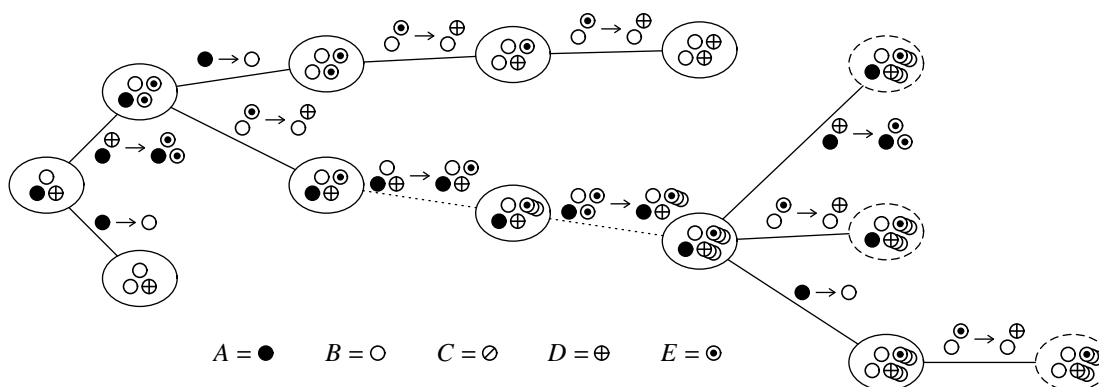 A = ● B = ○ C = ⊘ D = ⊕ E = ⊙